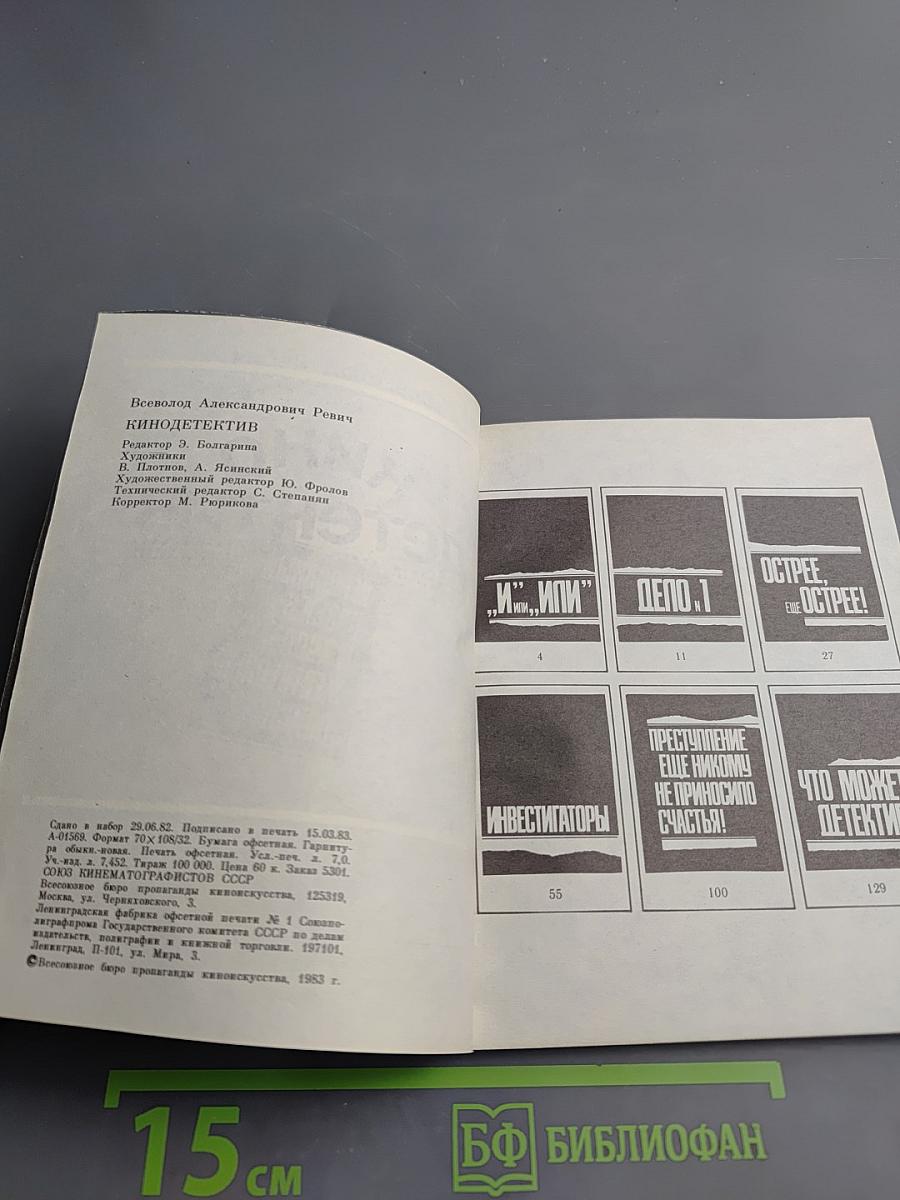 Всеволод Александрович Ревич
КИНОДЕТЕКТИВ
Редактор Э. Болгарина
Художники
В. Плотнов, А. Ясинский
Художественный редактор Ю. Фролов
Технический редактор С. Степанян
Корректор М. Рюрикова
Сдано в набор 29.06.82. Подписано в печать 15.03.83.
А-01569. Формат 70×108/32. Бумага офсетная. Гарниту-
ра обыкн.-новая. Печать офсетная. Усл.-печ. л. 7,0.
Уч.-изд. л. 7,452. Тираж 100 000. Цена 60 к. Заказ 5301.
СОЮЗ КИНЕМАТОГРАФИСТОВ СССР
Всесоюзное бюро пропаганды киноискусства, 125319,
Москва, ул. Черняховского, 3.
Ленинградская фабрика офсетной печати № 1 Союзпо-
лиграфпрома Государственного комитета СССР по делам
издательств, полиграфии и книжной торговли. 197101,
Ленинград, П-101, ул. Мира, 3.
©Всесоюзное бюро пропаганды киноискусства, 1983 г.
„И” или „ИЛИ”
4
ДЕЛО N 1
11
ОСТРЕЕ,
ЕЩЕ ОСТРЕЕ!
27
ИНВЕСТИГАТОРЫ
55
ПРЕСТУПЛЕНИЕ
ЕЩЕ НИКОМУ
НЕ ПРИНОСИЛО
СЧАСТЬЯ!
100
ЧТО МОЖЕТ
ДЕТЕКТИВ
129
15 см
БФ БИБЛИОФАН